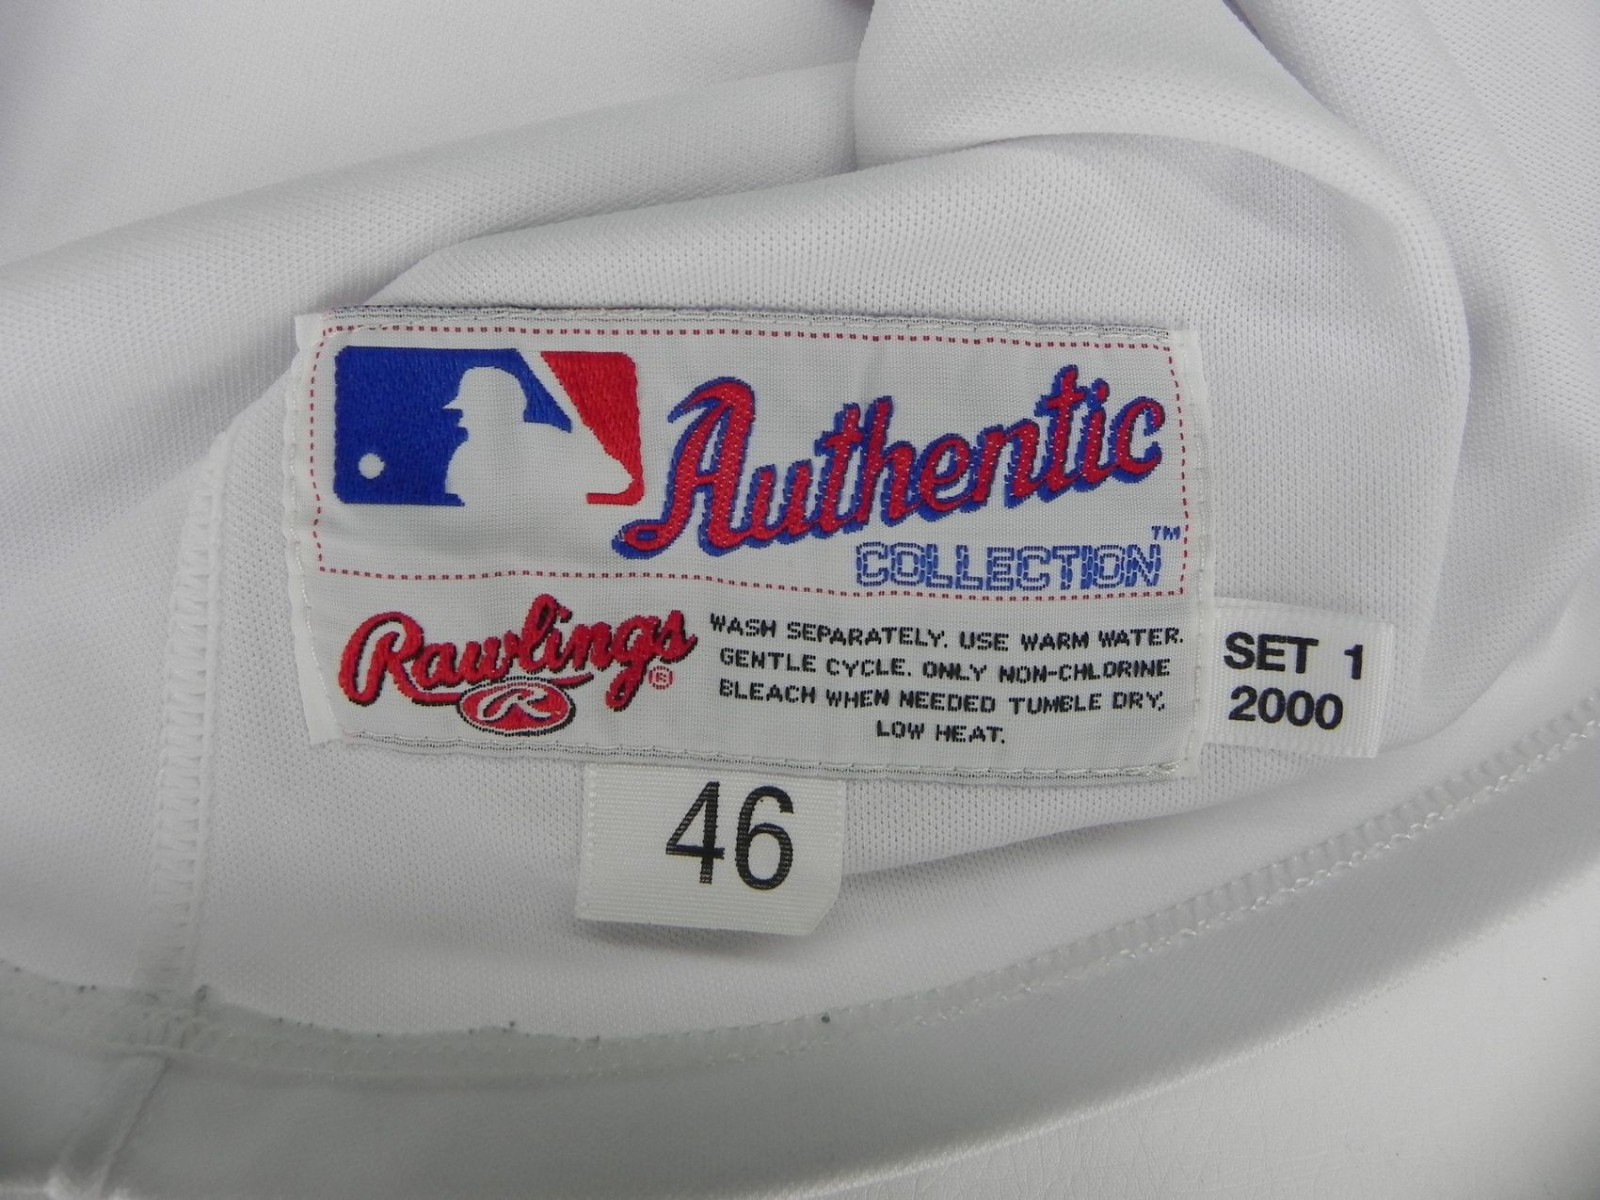 Authentic
COLLECTION™
Rawlings®
R
WASH SEPARATELY. USE WARM WATER.
GENTLE CYCLE. ONLY NON-CHLORINE
BLEACH WHEN NEEDED TUMBLE DRY,
LOW HEAT.
SET 1
2000
46